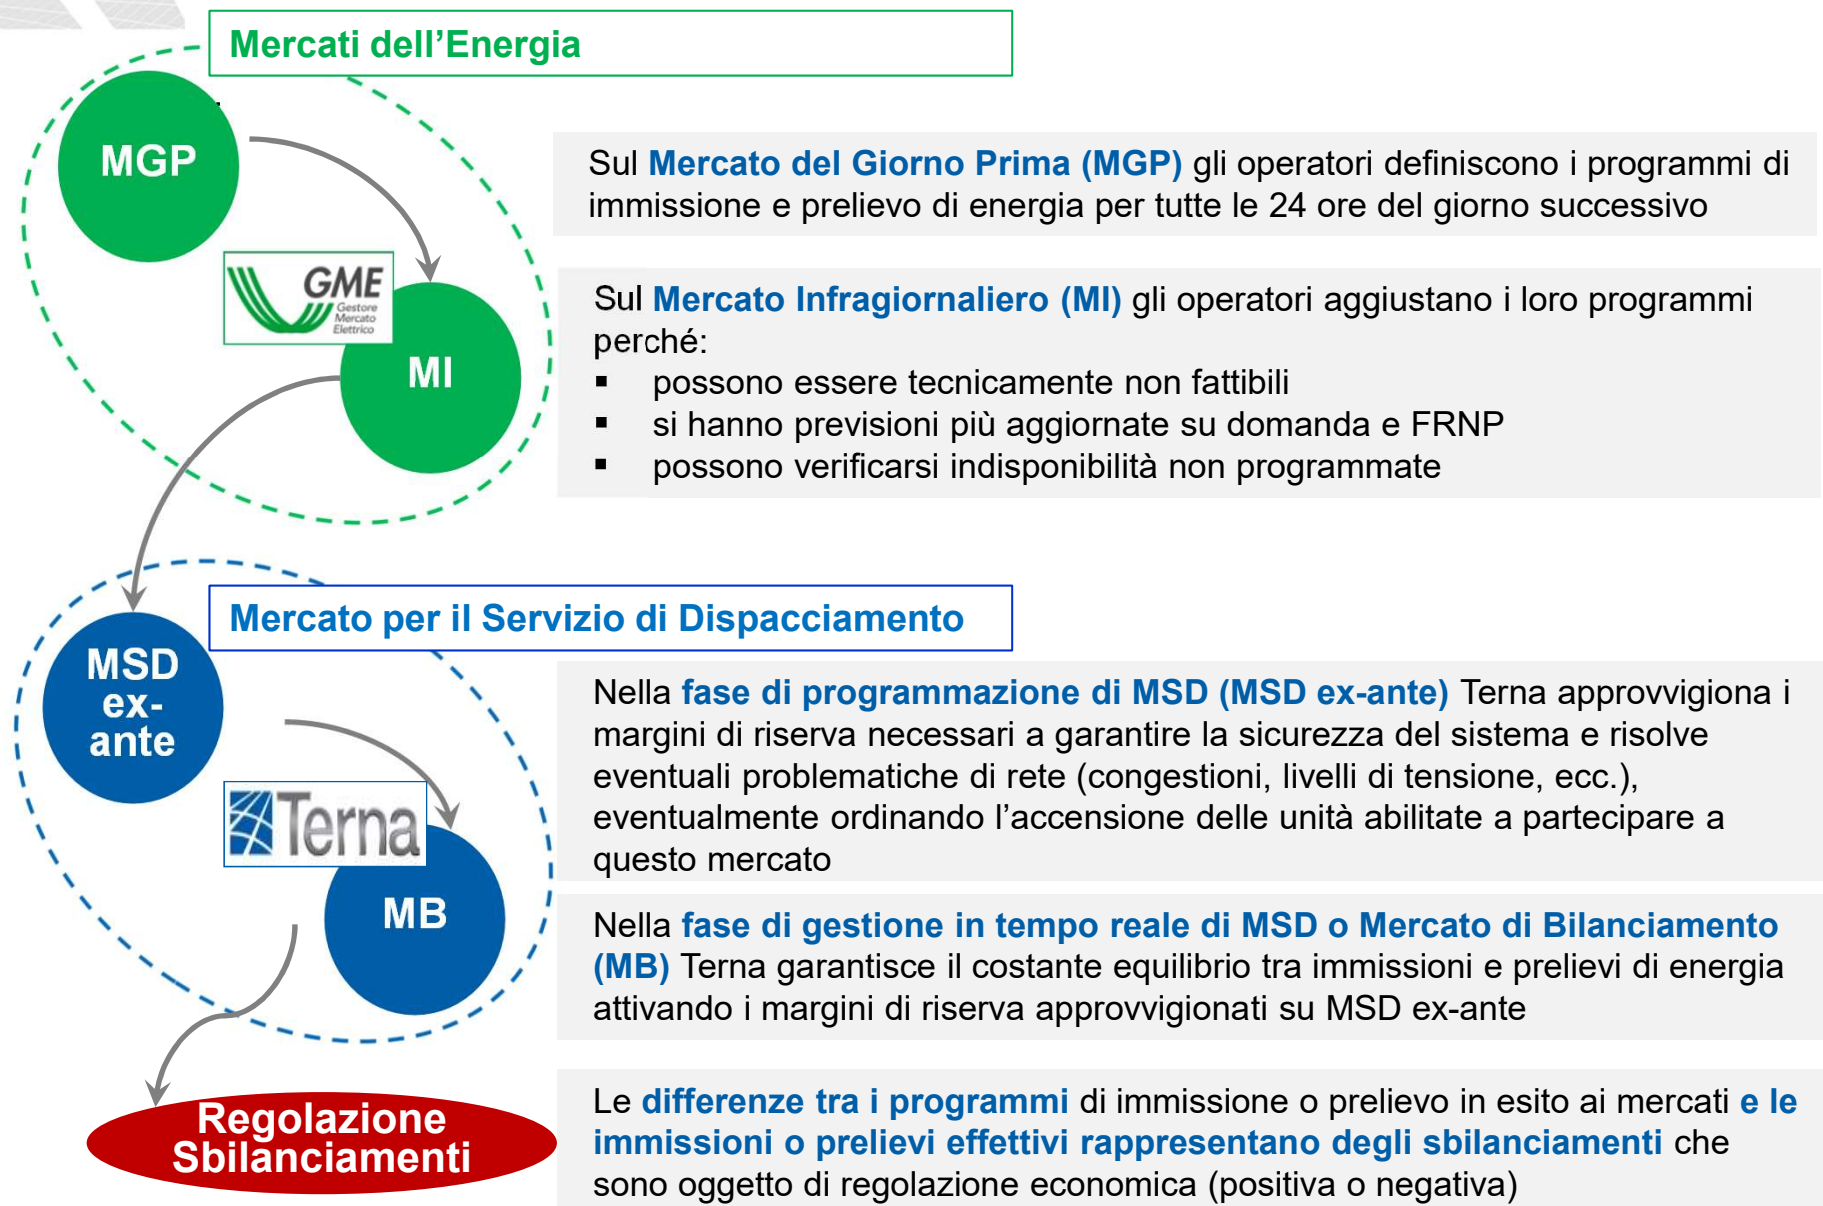 Mercati dell'Energia
MGP
Sul Mercato del Giorno Prima (MGP) gli operatori definiscono i programmi di
immissione e prelievo di energia per tutte le 24 ore del giorno successivo
GME
Gestore
Mercato
Elettrico
MI
Sul Mercato Infragiornaliero (MI) gli operatori aggiustano i loro programmi
perché:
▪ possono essere tecnicamente non fattibili
▪ si hanno previsioni più aggiornate su domanda e FRNP
▪ possono verificarsi indisponibilità non programmate
Mercato per il Servizio di Dispacciamento
MSD
ex-
ante
Nella fase di programmazione di MSD (MSD ex-ante) Terna approvvigiona i
margini di riserva necessari a garantire la sicurezza del sistema e risolve
eventuali problematiche di rete (congestioni, livelli di tensione, ecc.),
eventualmente ordinando l'accensione delle unità abilitate a partecipare a
questo mercato
Terna
MB
Nella fase di gestione in tempo reale di MSD o Mercato di Bilanciamento
(MB) Terna garantisce il costante equilibrio tra immissioni e prelievi di energia
attivando i margini di riserva approvvigionati su MSD ex-ante
Regolazione
Sbilanciamenti
Le differenze tra i programmi di immissione o prelievo in esito ai mercati e le
immissioni o prelievi effettivi rappresentano degli sbilanciamenti che
sono oggetto di regolazione economica (positiva o negativa)